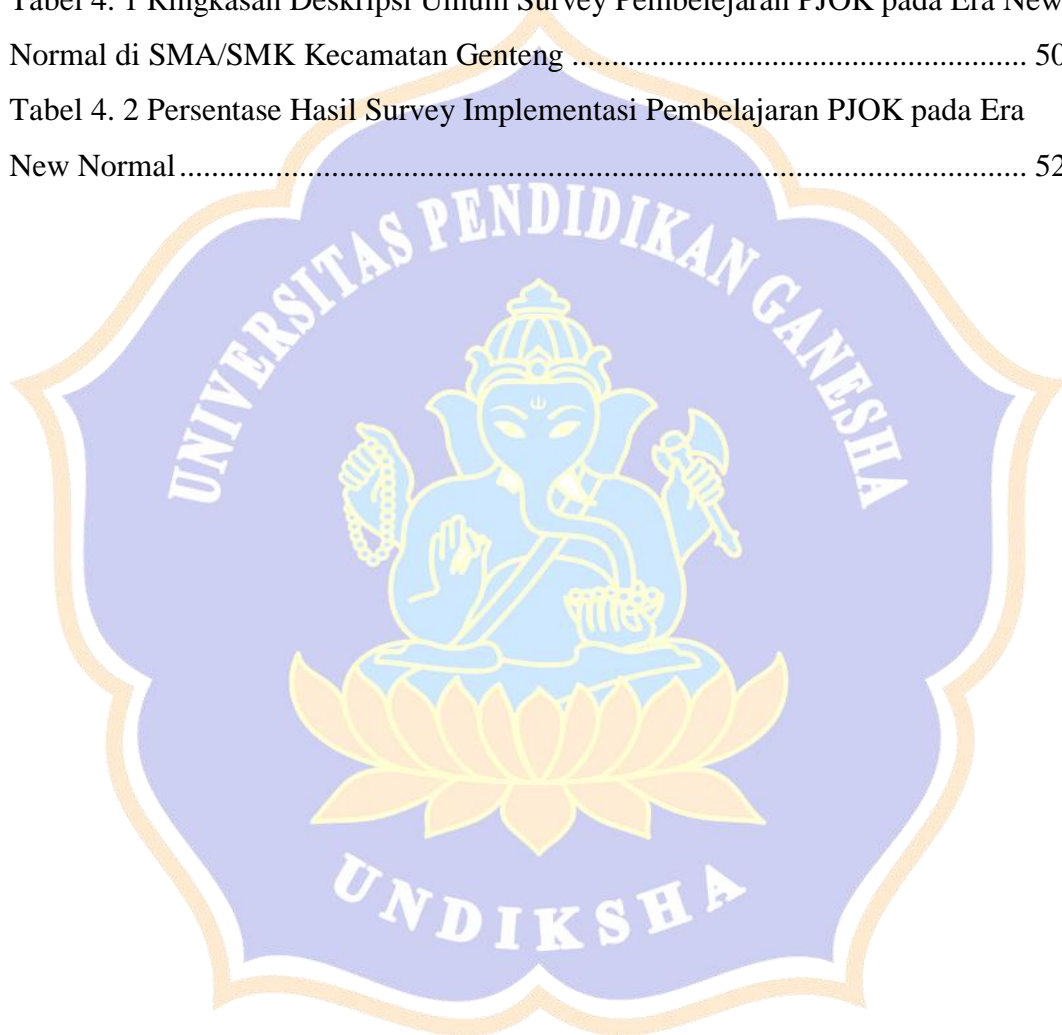 Tabel 4. 1 Ringkasan Deskripsi Umum Survey Pembelejaran PJOK pada Era New
Normal di SMA/SMK Kecamatan Genteng ................................................................ 50
Tabel 4. 2 Persentase Hasil Survey Implementasi Pembelajaran PJOK pada Era
New Normal ........................................................................................................................ 52
UNIVERSITAS PENDIDIKAN GANESHA
UNDIKSHA